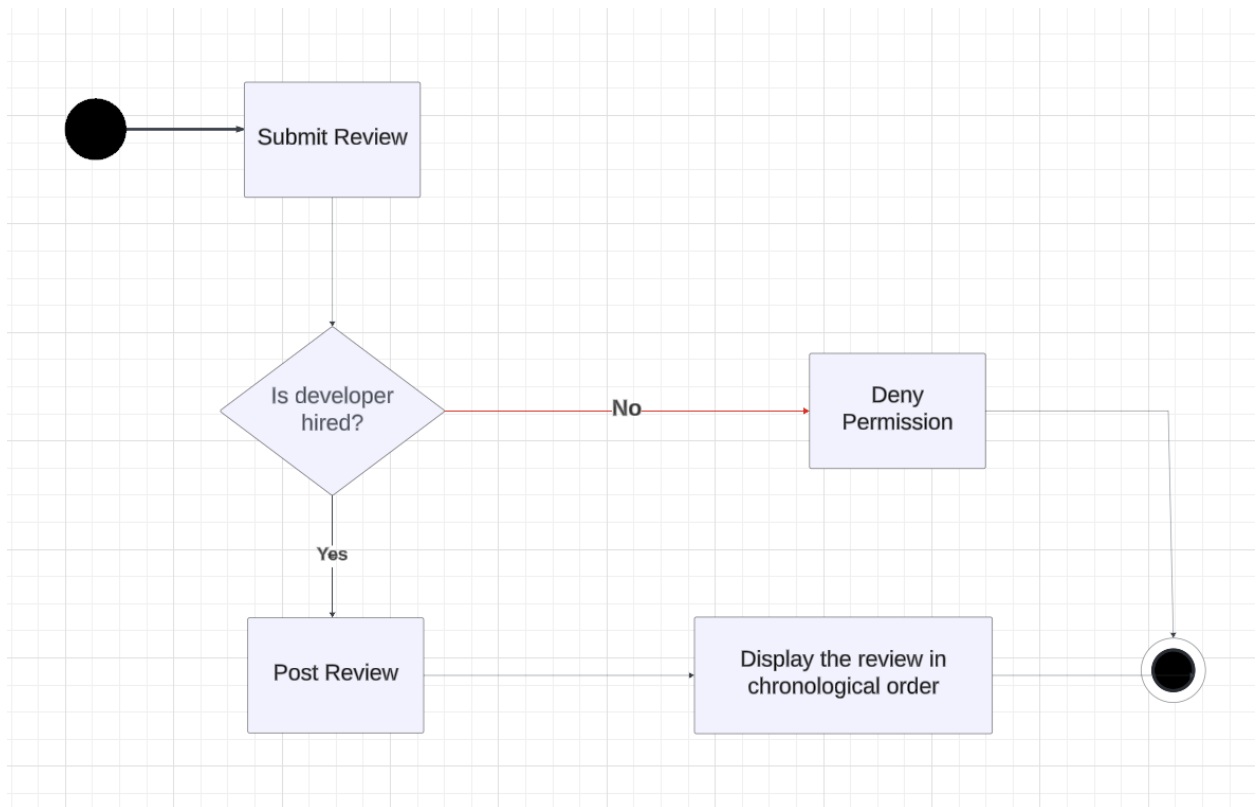 Submit Review
Is developer
hired?
No
Deny
Permission
Yes
Post Review
Display the review in
chronological order